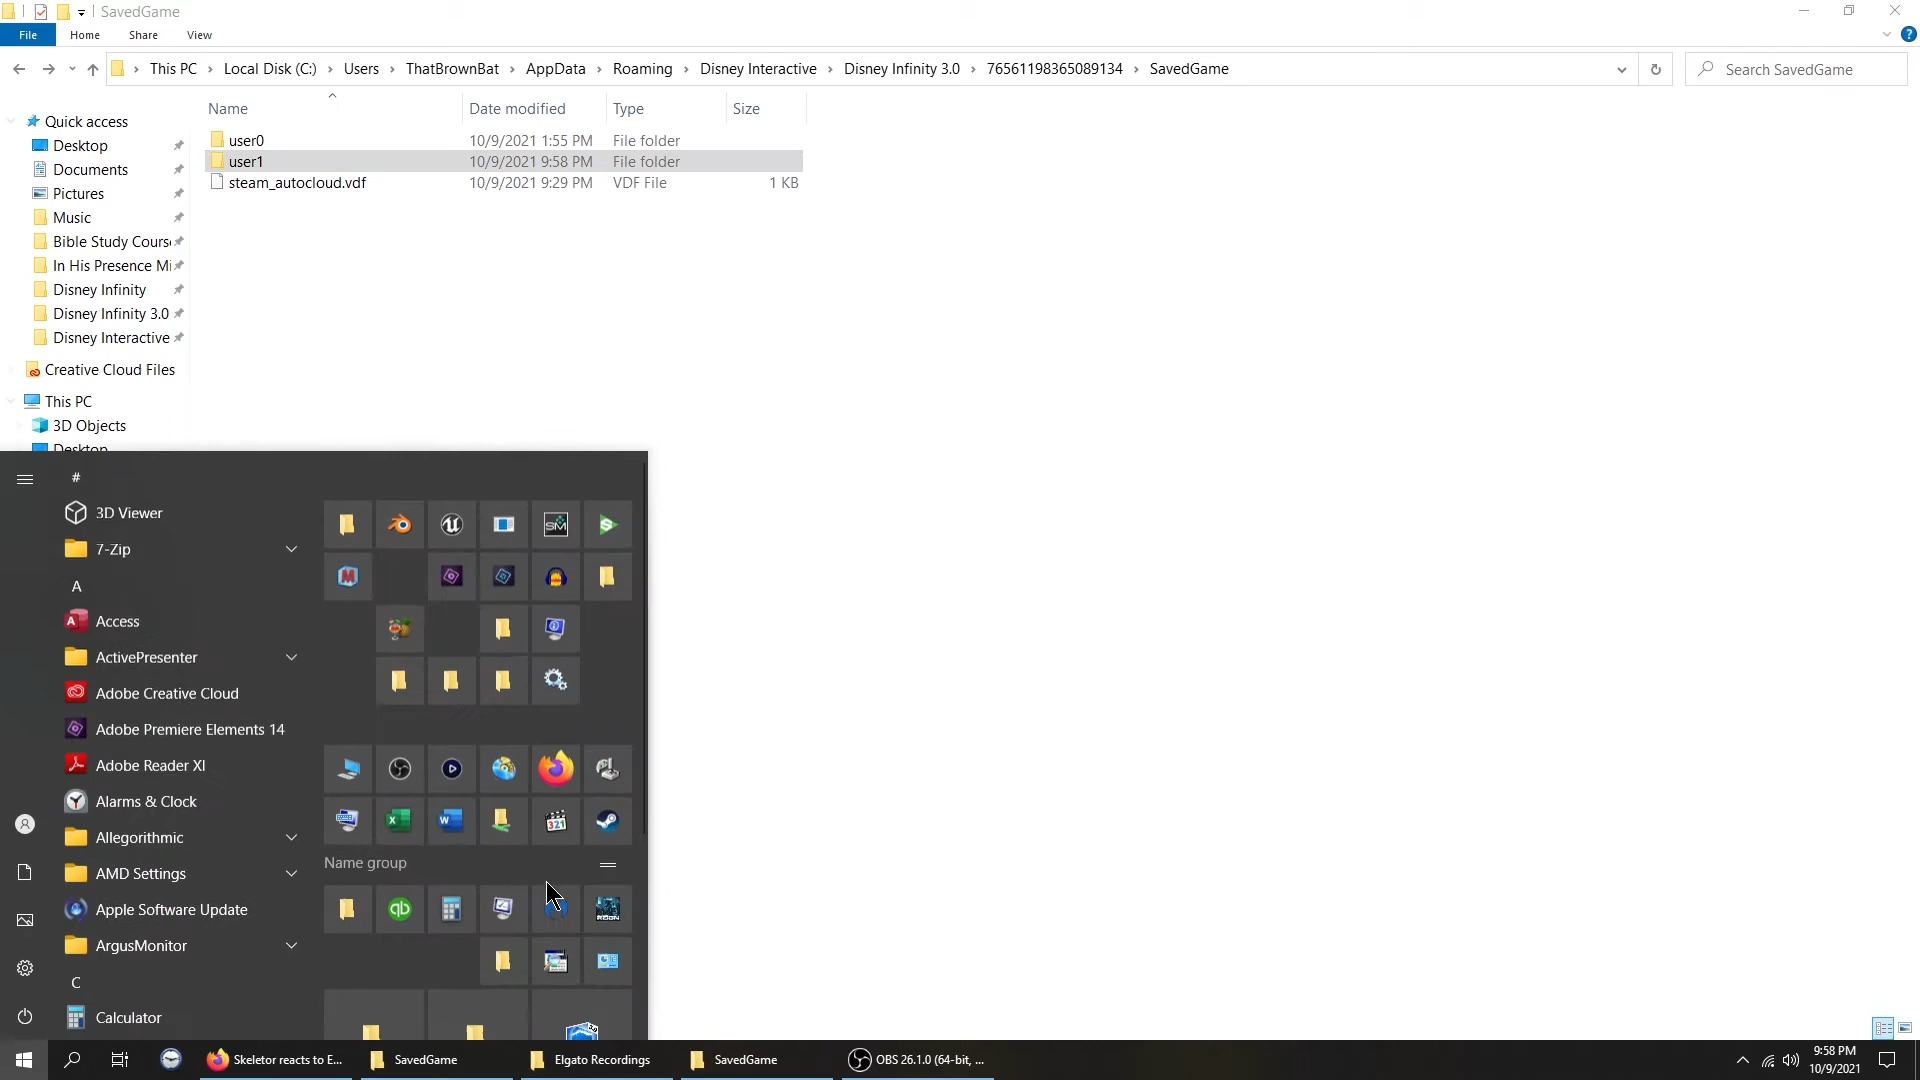 SavedGame
File Home Share View
This PC Local Disk (C:) Users ThatBrownBat AppData Roaming Disney Interactive Disney Infinity 3.0 76561198365089134 SavedGame
Search SavedGame
Name Date modified Type Size
user0 10/9/2021 1:55 PM File folder
user1 10/9/2021 9:58 PM File folder
steam_autocloud.vdf 10/9/2021 9:29 PM VDF File 1 KB
Quick access
Desktop
Documents
Pictures
Music
Bible Study Cours
In His Presence Mi
Disney Infinity
Disney Infinity 3.0
Disney Interactive
Creative Cloud Files
This PC
3D Objects
Desktop
#
3D Viewer
7-Zip
A
Access
ActivePresenter
Adobe Creative Cloud
Adobe Premiere Elements 14
Adobe Reader XI
Alarms & Clock
Allegorithmic
AMD Settings
Apple Software Update
ArgusMonitor
C
Calculator
SM
321
Name group
qb
Skeletor reacts to E...
SavedGame
Elgato Recordings
SavedGame
OBS 26.1.0 (64-bit, ...
9:58 PM
10/9/2021